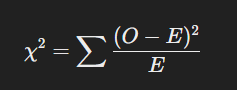 χ² = ∑ (O − E)² / E